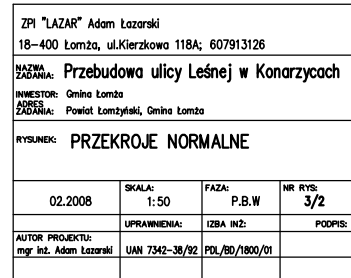 ZPI "LAZAR" Adam Łazarski
18-400 Łomża, ul.Kierzkowa 118A; 607913126
NAZWA ZADANIA: Przebudowa ulicy Leśnej w Konarzycach
INWESTOR: Gmina Łomża
ADRES ZADANIA: Powiat Łomżyński, Gmina Łomża
RYSUNEK: PRZEKROJE NORMALNE
SKALA: FAZA: NR RYS:
02.2008 1:50 P.B.W 3/2
UPRAWNIENIA: IZBA INŻ: PODPIS:
AUTOR PROJEKTU:
mgr inż. Adam Łazarski UAN 7342-38/92 PDL/BD/1800/01